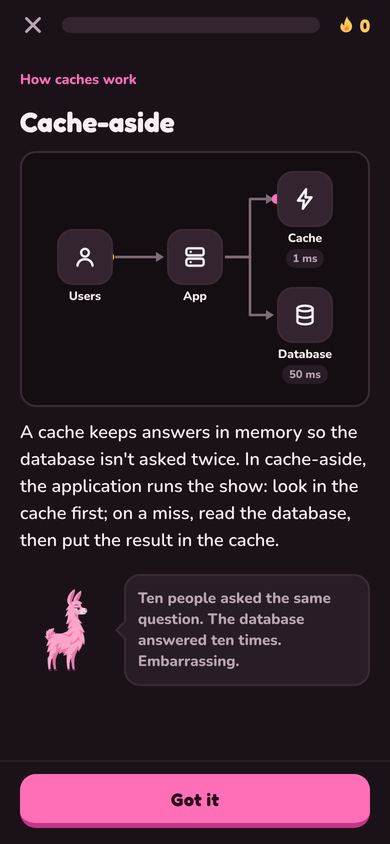 0
How caches work
Cache-aside
Cache
1 ms
Users
App
Database
50 ms
A cache keeps answers in memory so the
database isn't asked twice. In cache-aside,
the application runs the show: look in the
cache first; on a miss, read the database,
then put the result in the cache.
Ten people asked the same
question. The database
answered ten times.
Embarrassing.
Got it